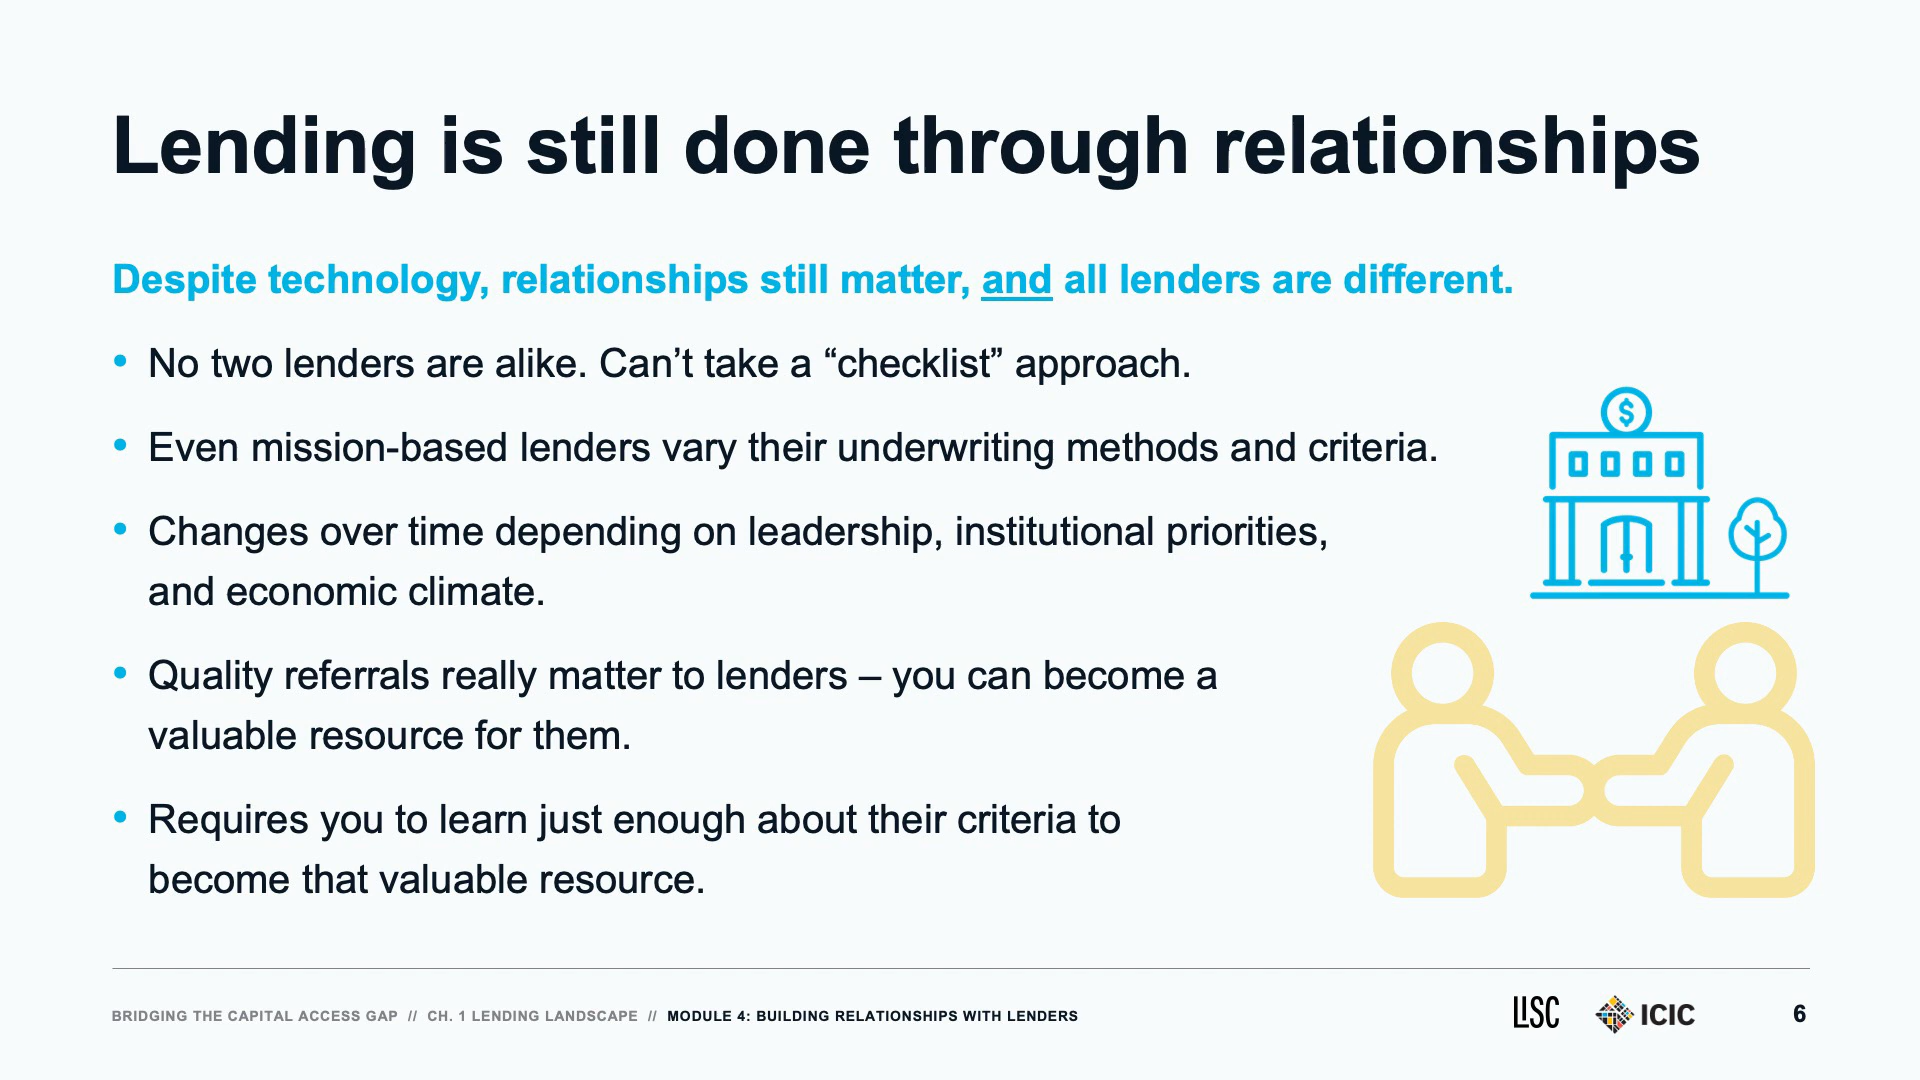 Lending is still done through relationships
Despite technology, relationships still matter, and all lenders are different.
• No two lenders are alike. Can’t take a “checklist” approach.
• Even mission-based lenders vary their underwriting methods and criteria.
• Changes over time depending on leadership, institutional priorities,
and economic climate.
• Quality referrals really matter to lenders – you can become a
valuable resource for them.
• Requires you to learn just enough about their criteria to
become that valuable resource.
$
BRIDGING THE CAPITAL ACCESS GAP // CH. 1 LENDING LANDSCAPE // MODULE 4: BUILDING RELATIONSHIPS WITH LENDERS
LISC ICIC 6